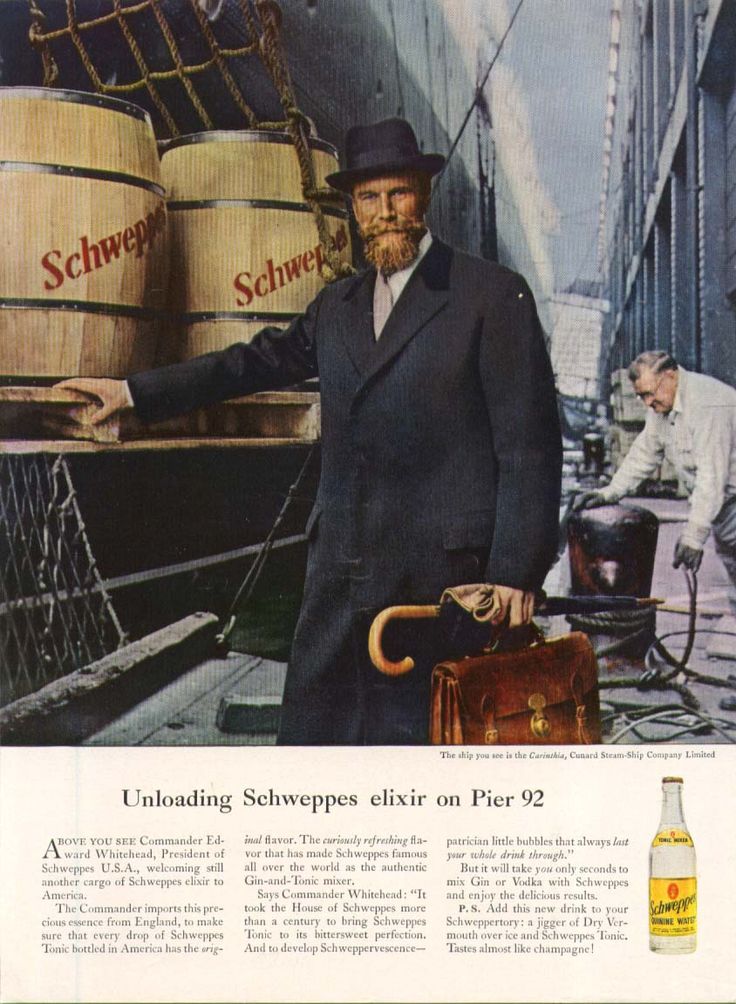 Schweppes
Schweppes
The ship you see is the Carinthia, Cunard Steam-Ship Company Limited
Unloading Schweppes elixir on Pier 92
ABOVE YOU SEE Commander Ed-
ward Whitehead, President of
Schweppes U.S.A., welcoming still
another cargo of Schweppes elixir to
America.
The Commander imports this pre-
cious essence from England, to make
sure that every drop of Schweppes
Tonic bottled in America has the orig-
inal flavor. The curiously refreshing fla-
vor that has made Schweppes famous
all over the world as the authentic
Gin-and-Tonic mixer.
Says Commander Whitehead: “It
took the House of Schweppes more
than a century to bring Schweppes
Tonic to its bittersweet perfection.
And to develop Schweppervescence—
patrician little bubbles that always last
your whole drink through.”
But it will take you only seconds to
mix Gin or Vodka with Schweppes
and enjoy the delicious results.
P. S. Add this new drink to your
Schweppertory: a jigger of Dry Ver-
mouth over ice and Schweppes Tonic.
Tastes almost like champagne!
TONIC MIXER
Schweppes
QUININE WATER